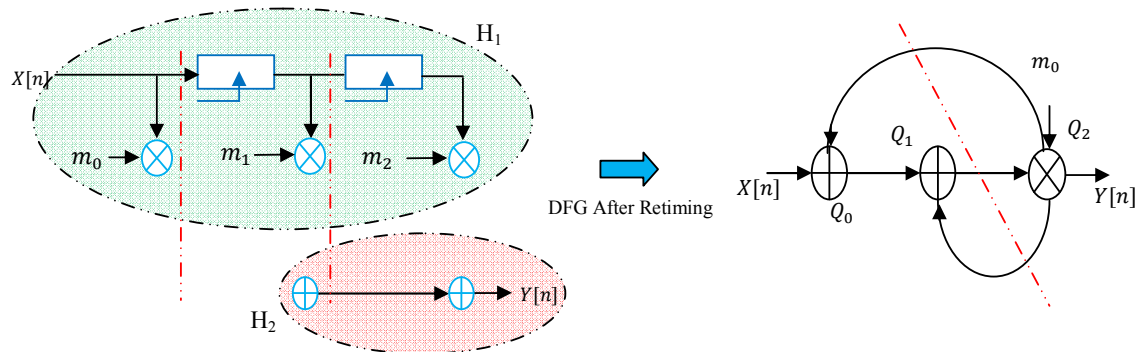 H₁
X[n]
m₀
m₁
m₂
H₂
Y[n]
DFG After Retiming
m₀
Q₁
Q₂
X[n]
Q₀
Y[n]